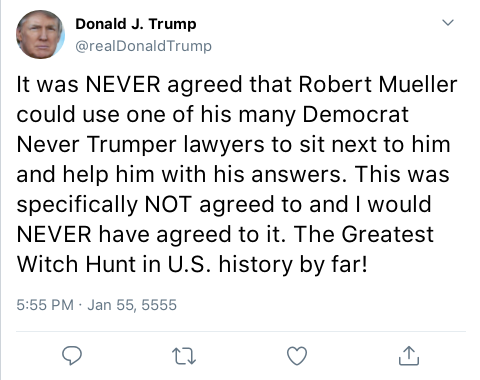 Donald J. Trump
@realDonaldTrump
It was NEVER agreed that Robert Mueller
could use one of his many Democrat
Never Trumper lawyers to sit next to him
and help him with his answers. This was
specifically NOT agreed to and I would
NEVER have agreed to it. The Greatest
Witch Hunt in U.S. history by far!
5:55 PM · Jan 55, 5555